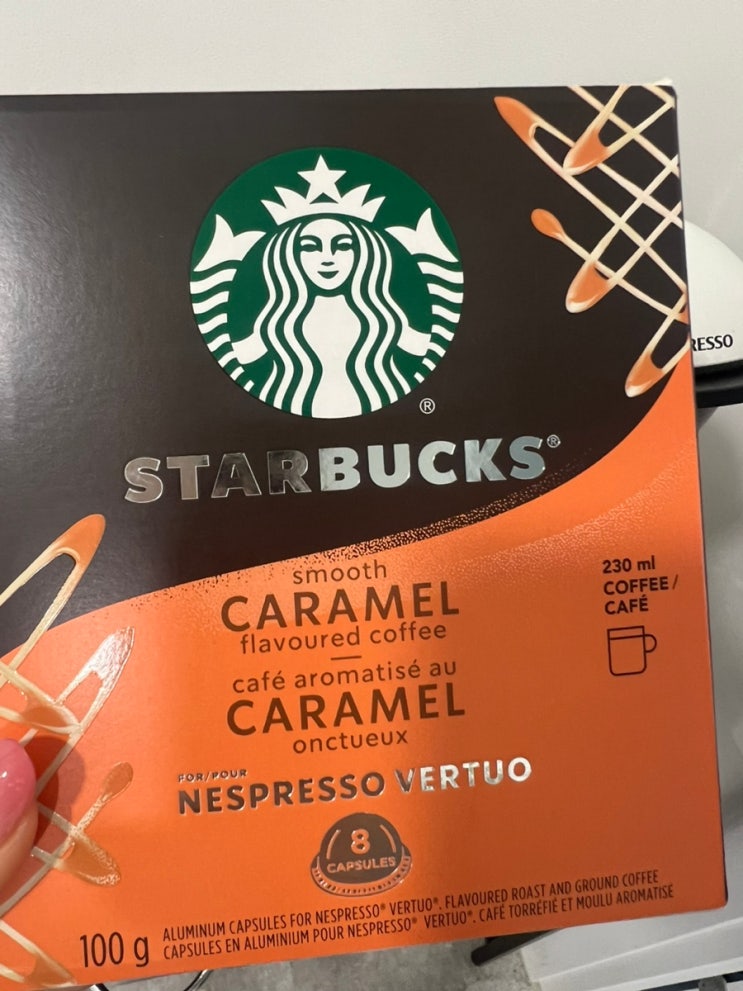 RESSO
STARBUCKS®
smooth
CARAMEL
flavoured coffee
café aromatisé au
CARAMEL
onctueux
230 ml
COFFEE/
CAFÉ
FOR/POUR
NESPRESSO VERTUO
8
CAPSULES
100 g
ALUMINUM CAPSULES FOR NESPRESSO® VERTUO®. FLAVOURED ROAST AND GROUND COFFEE
CAPSULES EN ALUMINIUM POUR NESPRESSO® VERTUO®. CAFÉ TORRÉFIÉ ET MOULU AROMATISÉ